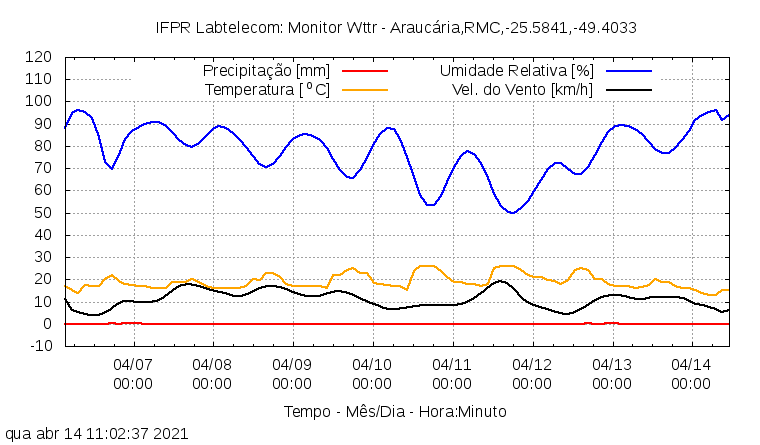 IFPR Labtelecom: Monitor Wttr - Araucária,RMC,-25.5841,-49.4033
120
110
100
90
80
70
60
50
40
30
20
10
0
-10
Precipitação [mm]
Temperatura [ ⁰C]
Umidade Relativa [%]
Vel. do Vento [km/h]
04/07 04/08 04/09 04/10 04/11 04/12 04/13 04/14
00:00 00:00 00:00 00:00 00:00 00:00 00:00 00:00
Tempo - Mês/Dia - Hora:Minuto
qua abr 14 11:02:37 2021